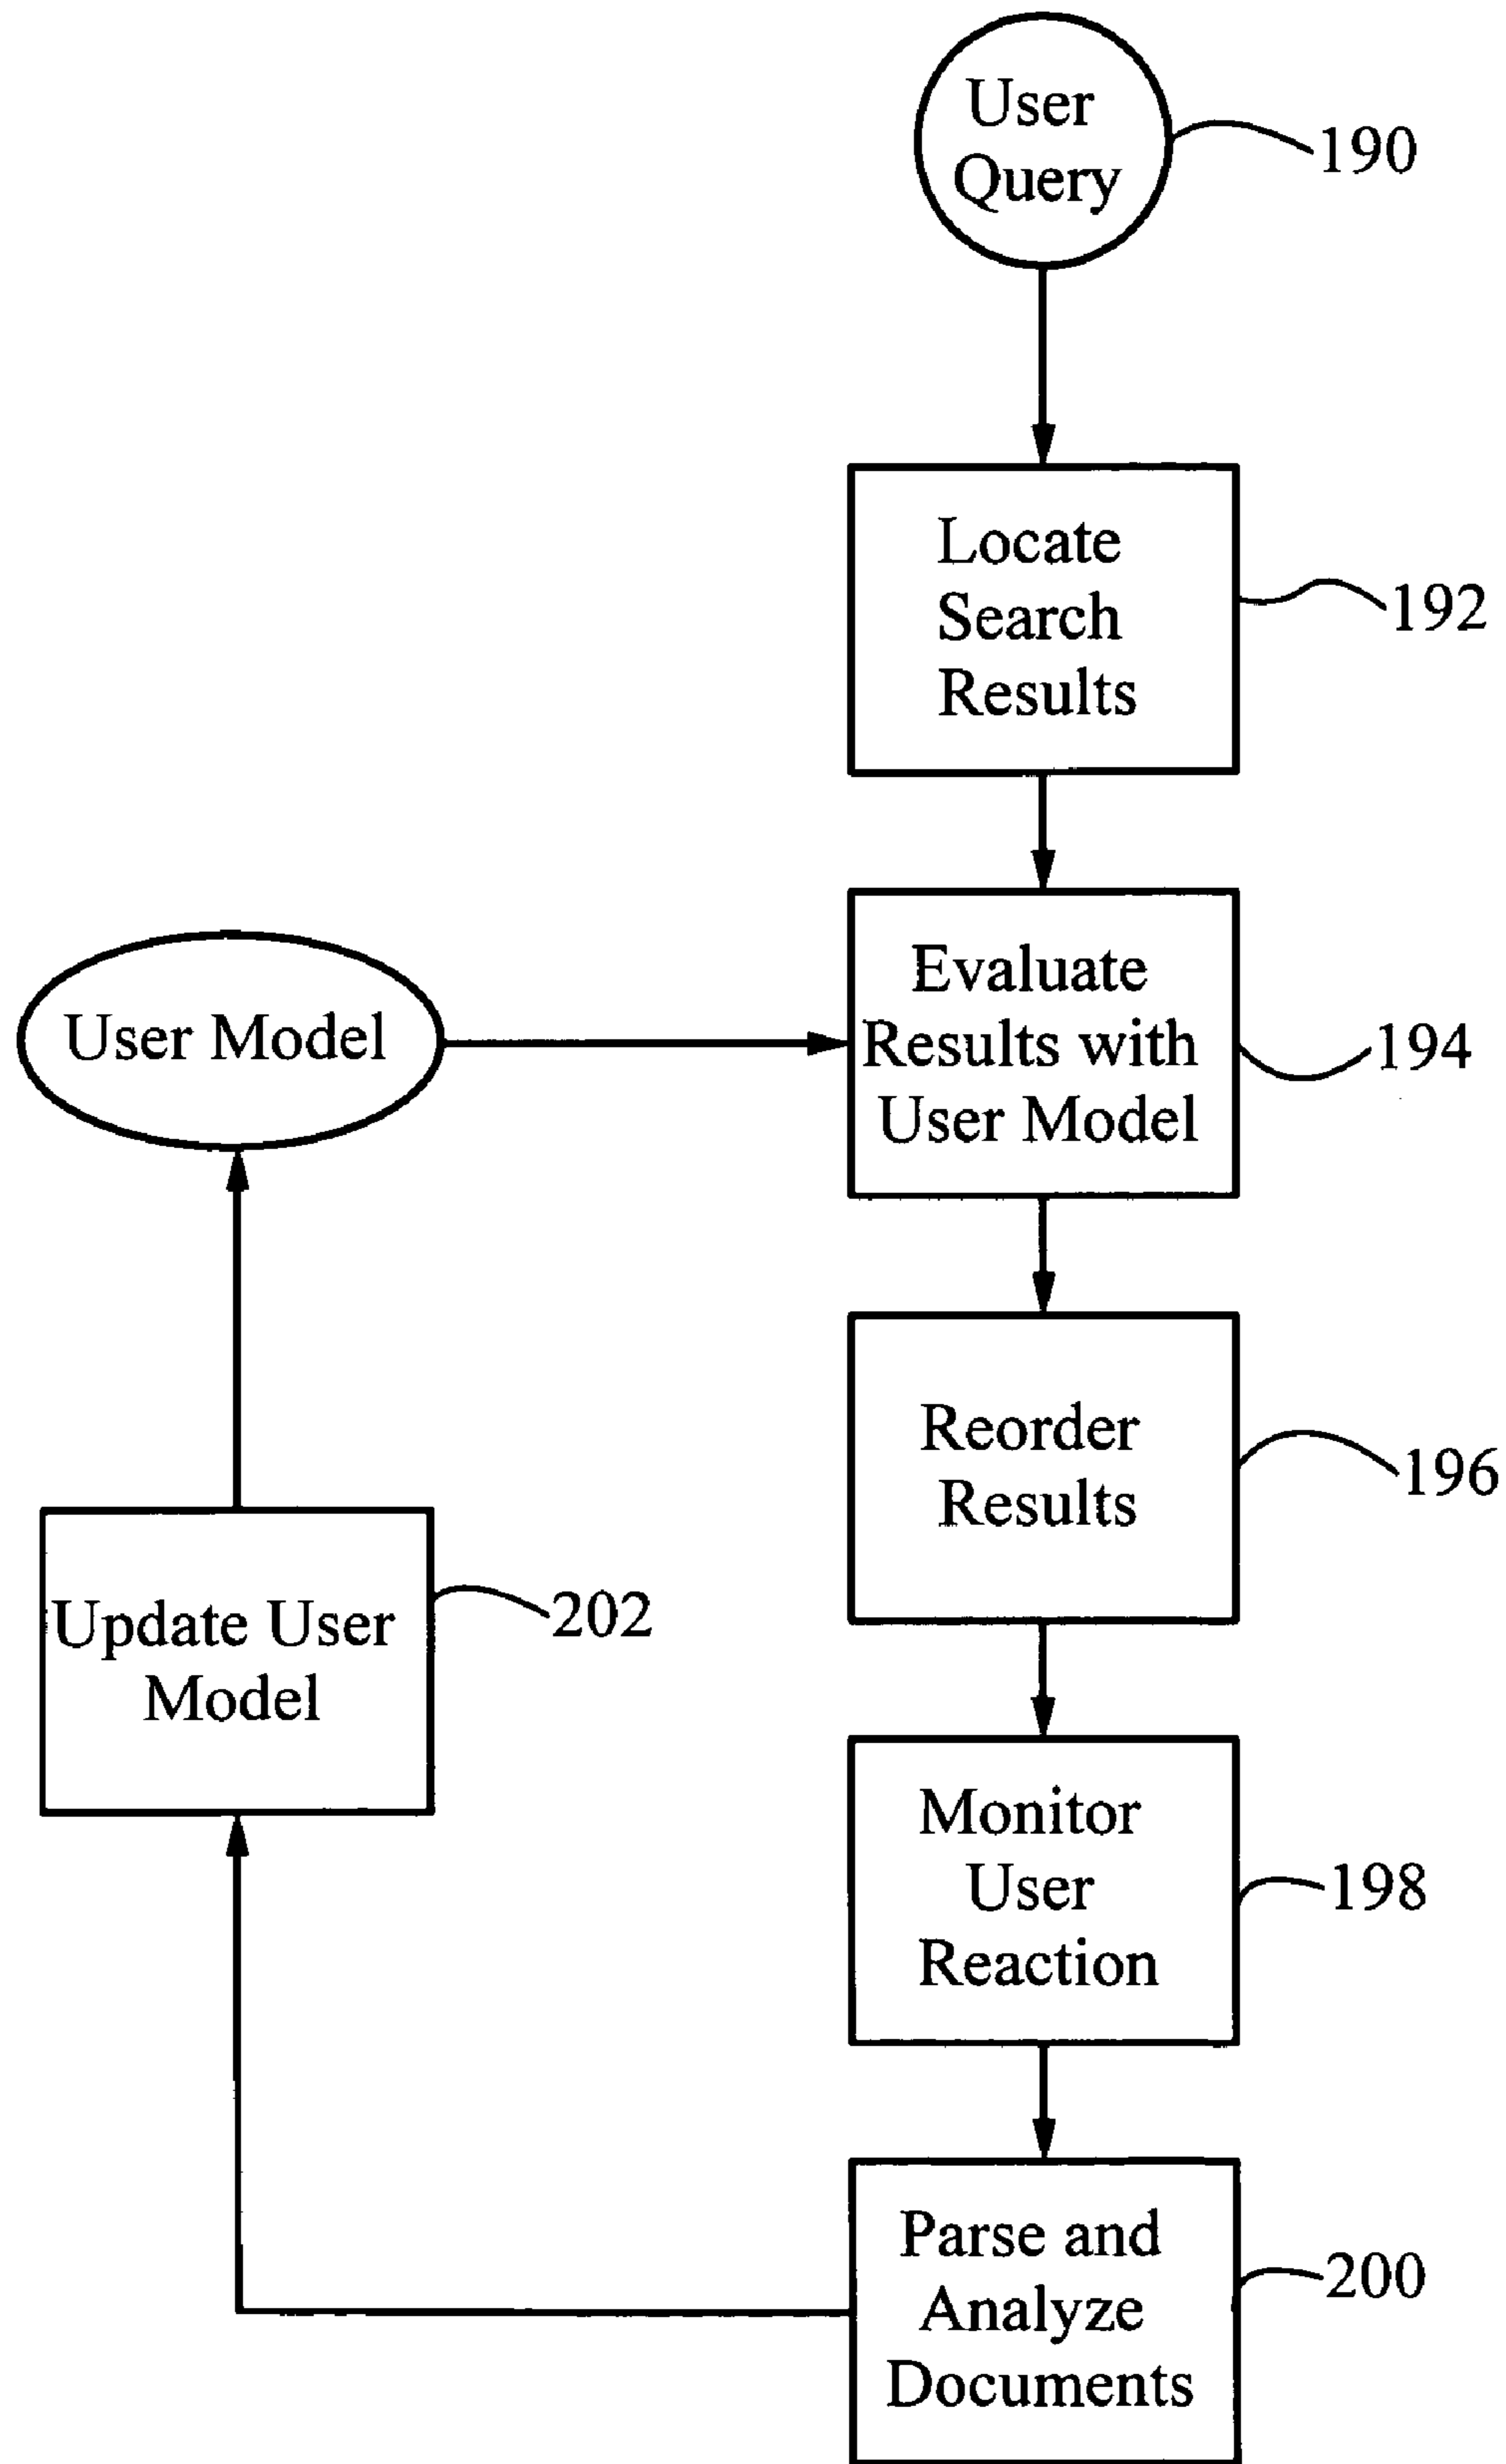 User
Query
190
Locate
Search
Results
192
Evaluate
Results with
User Model
194
User Model
Reorder
Results
196
Update User
Model
202
Monitor
User
Reaction
198
Parse and
Analyze
Documents
200